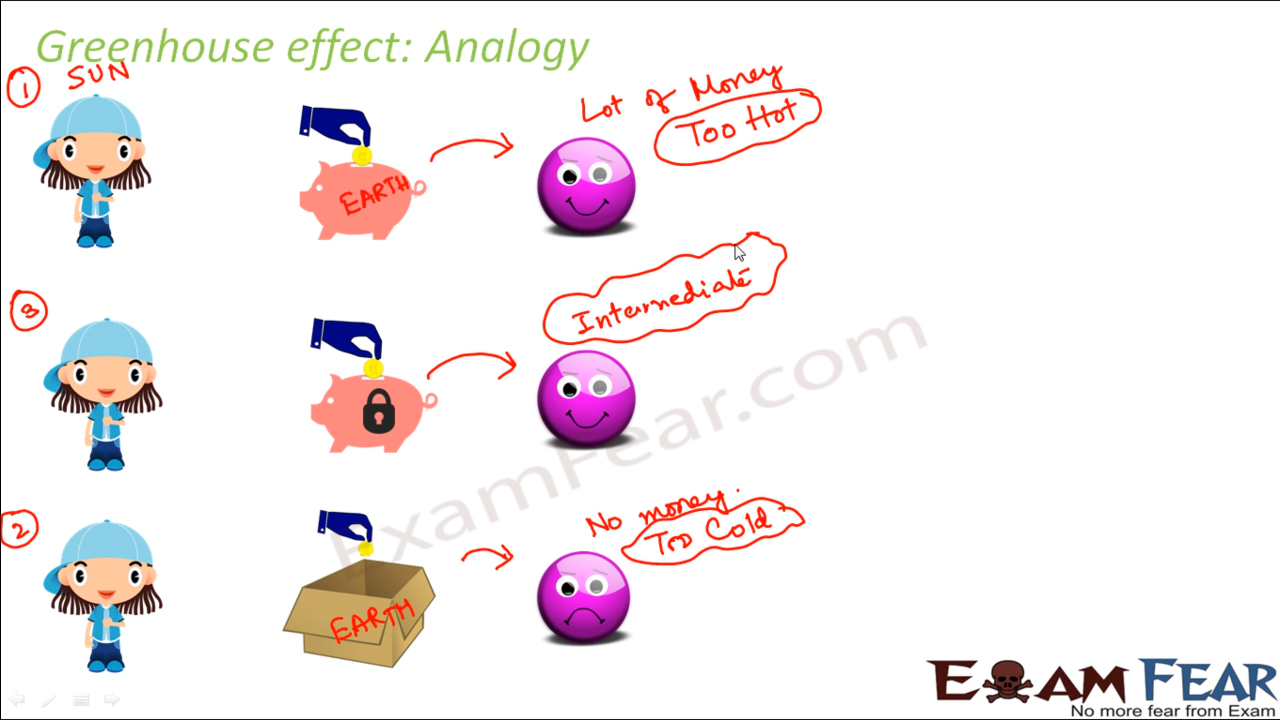 Greenhouse effect: Analogy
1 SUN
Lot of Money
Too Hot
EARTH
3
Intermediate
ExamFear.com
2
No money.
Too Cold
EARTH
EXAM FEAR
No more fear from Exam